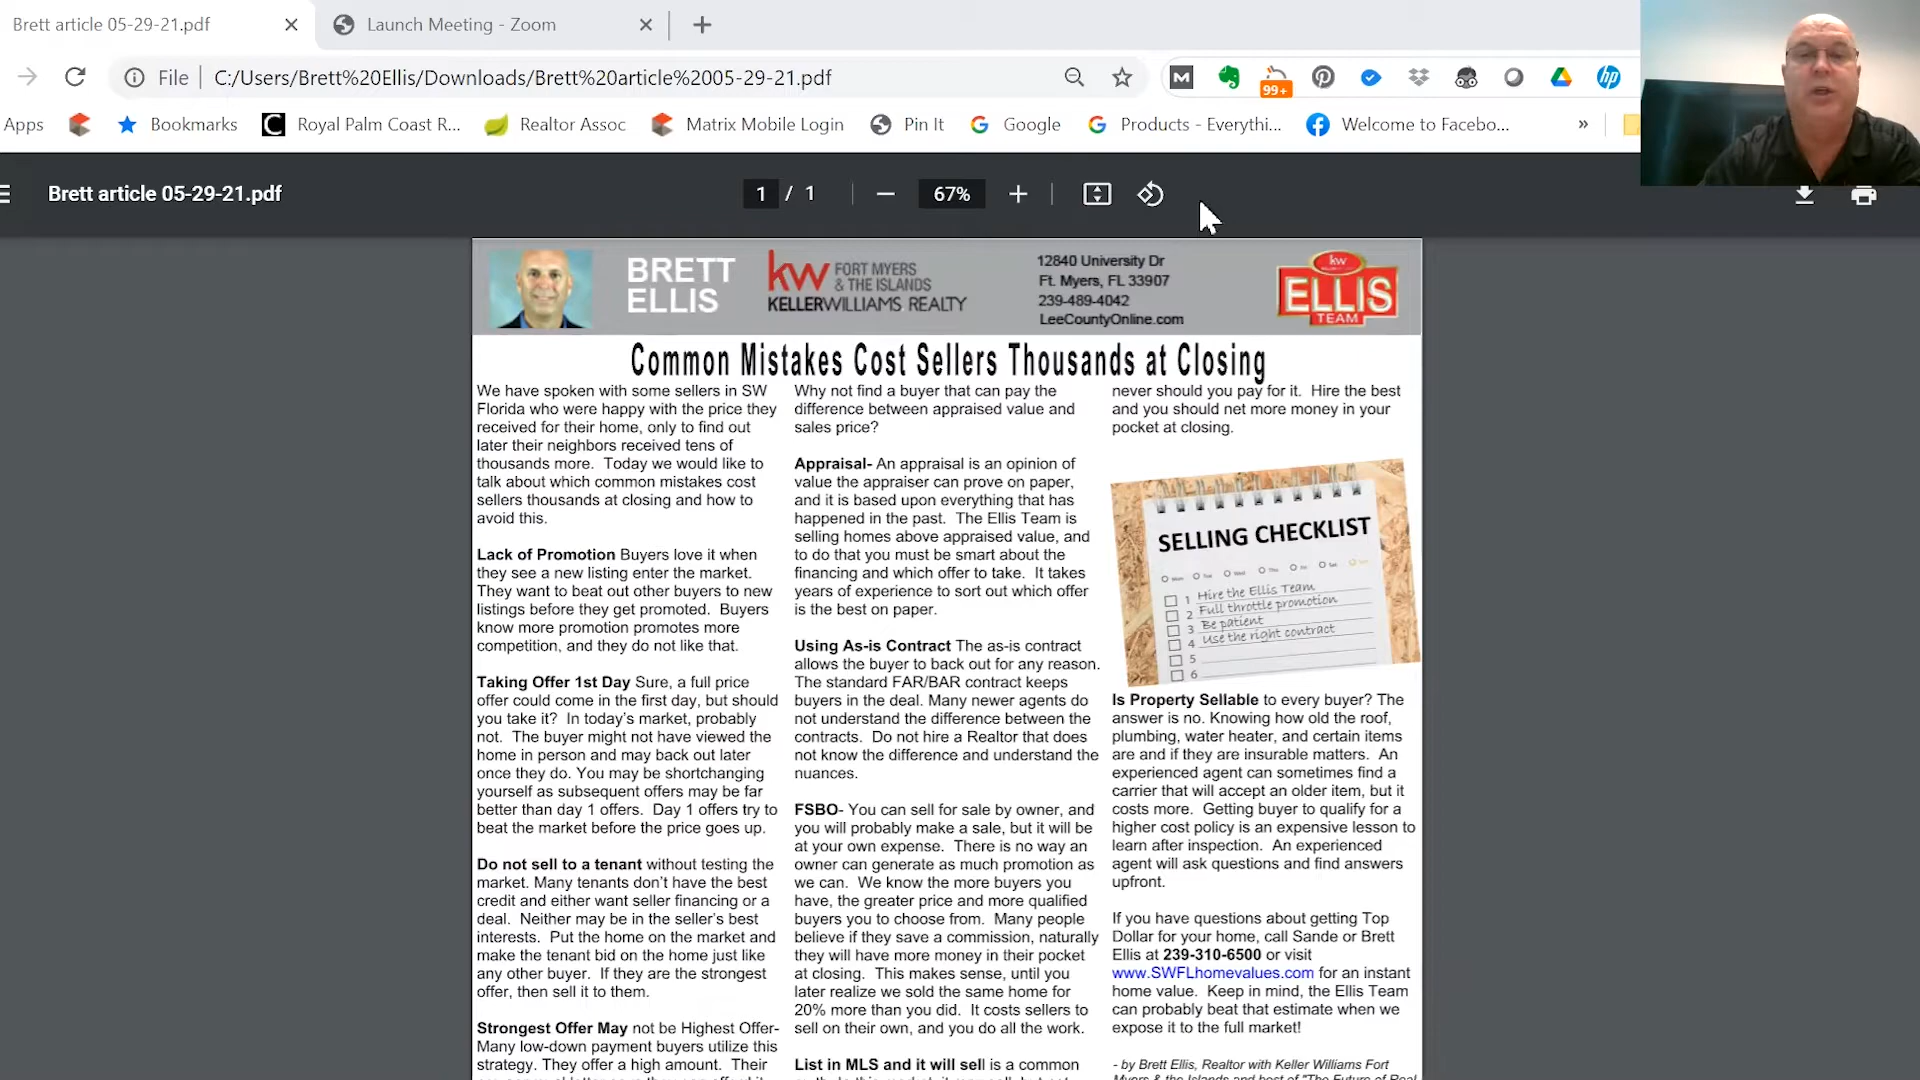 Brett article 05-29-21.pdf
Launch Meeting - Zoom
File
C:/Users/Brett%20Ellis/Downloads/Brett%20article%2005-29-21.pdf
99+
Apps
Bookmarks
Royal Palm Coast R...
Realtor Assoc
Matrix Mobile Login
Pin It
Google
Products - Everythi...
Welcome to Facebo...
»
Brett article 05-29-21.pdf
1 / 1
67%
BRETT
ELLIS
kw FORT MYERS
& THE ISLANDS
KELLERWILLIAMS REALTY
12840 University Dr
Ft. Myers, FL 33907
239-489-4042
LeeCountyOnline.com
kw
ELLIS
TEAM
Common Mistakes Cost Sellers Thousands at Closing
We have spoken with some sellers in SW
Florida who were happy with the price they
received for their home, only to find out
later their neighbors received tens of
thousands more. Today we would like to
talk about which common mistakes cost
sellers thousands at closing and how to
avoid this.
Lack of Promotion Buyers love it when
they see a new listing enter the market.
They want to beat out other buyers to new
listings before they get promoted. Buyers
know more promotion promotes more
competition, and they do not like that.
Taking Offer 1st Day Sure, a full price
offer could come in the first day, but should
you take it? In today's market, probably
not. The buyer might not have viewed the
home in person and may back out later
once they do. You may be shortchanging
yourself as subsequent offers may be far
better than day 1 offers. Day 1 offers try to
beat the market before the price goes up.
Do not sell to a tenant without testing the
market. Many tenants don't have the best
credit and either want seller financing or a
deal. Neither may be in the seller's best
interests. Put the home on the market and
make the tenant bid on the home just like
any other buyer. If they are the strongest
offer, then sell it to them.
Strongest Offer May not be Highest Offer-
Many low-down payment buyers utilize this
strategy. They offer a high amount. Their
Why not find a buyer that can pay the
difference between appraised value and
sales price?
Appraisal- An appraisal is an opinion of
value the appraiser can prove on paper,
and it is based upon everything that has
happened in the past. The Ellis Team is
selling homes above appraised value, and
to do that you must be smart about the
financing and which offer to take. It takes
years of experience to sort out which offer
is the best on paper.
Using As-is Contract The as-is contract
allows the buyer to back out for any reason.
The standard FAR/BAR contract keeps
buyers in the deal. Many newer agents do
not understand the difference between the
contracts. Do not hire a Realtor that does
not know the difference and understand the
nuances.
FSBO- You can sell for sale by owner, and
you will probably make a sale, but it will be
at your own expense. There is no way an
owner can generate as much promotion as
we can. We know the more buyers you
have, the greater price and more qualified
buyers you to choose from. Many people
believe if they save a commission, naturally
they will have more money in their pocket
at closing. This makes sense, until you
later realize we sold the same home for
20% more than you did. It costs sellers to
sell on their own, and you do all the work.
List in MLS and it will sell is a common
never should you pay for it. Hire the best
and you should net more money in your
pocket at closing.
SELLING CHECKLIST
Mon Tue Wed Thu Fri Sat
1 Hire the Ellis Team
2 Full throttle promotion
3 Be patient
4 Use the right contract
5
6
Is Property Sellable to every buyer? The
answer is no. Knowing how old the roof,
plumbing, water heater, and certain items
are and if they are insurable matters. An
experienced agent can sometimes find a
carrier that will accept an older item, but it
costs more. Getting buyer to qualify for a
higher cost policy is an expensive lesson to
learn after inspection. An experienced
agent will ask questions and find answers
upfront.
If you have questions about getting Top
Dollar for your home, call Sande or Brett
Ellis at 239-310-6500 or visit
www.SWFLhomevalues.com for an instant
home value. Keep in mind, the Ellis Team
can probably beat that estimate when we
expose it to the full market!
- by Brett Ellis, Realtor with Keller Williams Fort